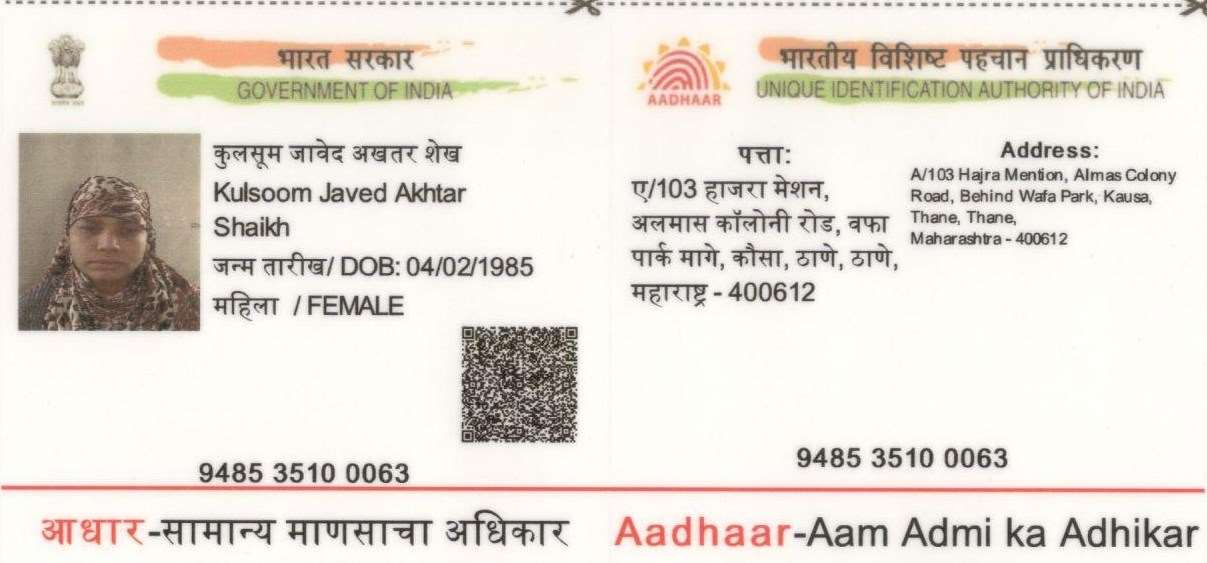 भारत सरकार
GOVERNMENT OF INDIA
कुलसूम जावेद अखतर शेख
Kulsoom Javed Akhtar
Shaikh
जन्म तारीख/ DOB: 04/02/1985
महिला / FEMALE
9485 3510 0063
आधार-सामान्य माणसाचा अधिकार
भारतीय विशिष्ट पहचान प्राधिकरण
UNIQUE IDENTIFICATION AUTHORITY OF INDIA
AADHAAR
पत्ता:
ए/103 हाजरा मेशन,
अलमास कॉलोनी रोड, वफा
पार्क मागे, कौसा, ठाणे, ठाणे,
महाराष्ट्र - 400612
Address:
A/103 Hajra Mention, Almas Colony
Road, Behind Wafa Park, Kausa,
Thane, Thane,
Maharashtra - 400612
9485 3510 0063
Aadhaar-Aam Admi ka Adhikar